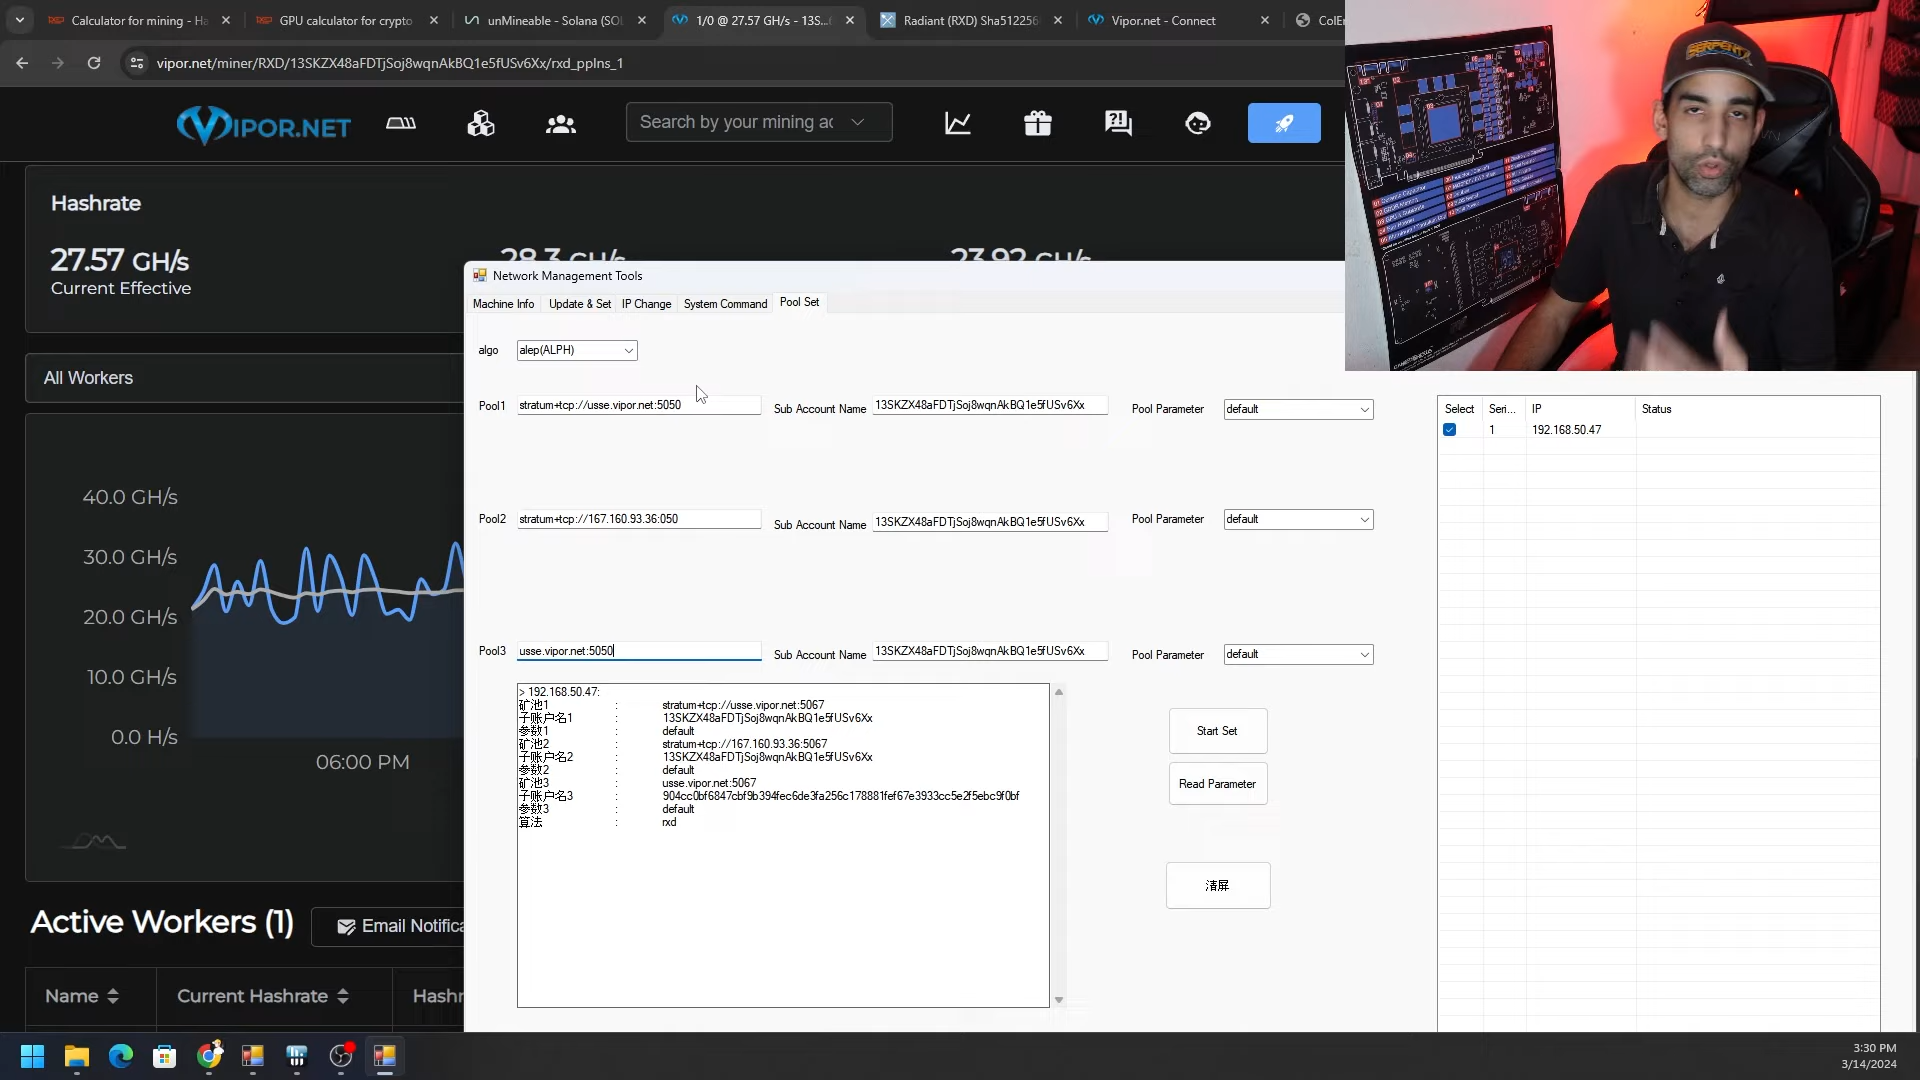 Calculator for mining - Ha
GPU calculator for crypto
unMineable - Solana (SOL
1/0 @ 27.57 GH/s - 13S...
Radiant (RXD) Sha512256
Vipor.net - Connect
ColEn
vipor.net/miner/RXD/13SKZX48aFDTjSoj8wqnAkBQ1e5fUSv6Xx/rxd_pplns_1
VIPOR.NET
Search by your mining ac
SERPENTX
Hashrate
27.57 GH/s
28.3 GH/s
23.92 GH/s
Current Effective
All Workers
40.0 GH/s
30.0 GH/s
20.0 GH/s
10.0 GH/s
0.0 H/s
06:00 PM
Active Workers (1)
Email Notifica
Name
Current Hashrate
Hashr
Network Management Tools
Machine Info
Update & Set
IP Change
System Command
Pool Set
algo
alep(ALPH)
Pool1
stratum+tcp://usse.vipor.net:5050
Sub Account Name
13SKZX48aFDTjSoj8wqnAkBQ1e5fUSv6Xx
Pool Parameter
default
Pool2
stratum+tcp://167.160.93.36:050
Sub Account Name
13SKZX48aFDTjSoj8wqnAkBQ1e5fUSv6Xx
Pool Parameter
default
Pool3
usse.vipor.net:5050
Sub Account Name
13SKZX48aFDTjSoj8wqnAkBQ1e5fUSv6Xx
Pool Parameter
default
> 192.168.50.47:
矿池1 : stratum+tcp://usse.vipor.net:5067
子账户名1 : 13SKZX48aFDTjSoj8wqnAkBQ1e5fUSv6Xx
参数1 : default
矿池2 : stratum+tcp://167.160.93.36:5067
子账户名2 : 13SKZX48aFDTjSoj8wqnAkBQ1e5fUSv6Xx
参数2 : default
矿池3 : usse.vipor.net:5067
子账户名3 : 904cc0bf6847cbf9b394fec6de3fa256c178881fef67e3933cc5e2f5ebc9f0bf
参数3 : default
算法 : rxd
Start Set
Read Parameter
清屏
Select
Seri...
IP
Status
1
192.168.50.47
3:30 PM
3/14/2024